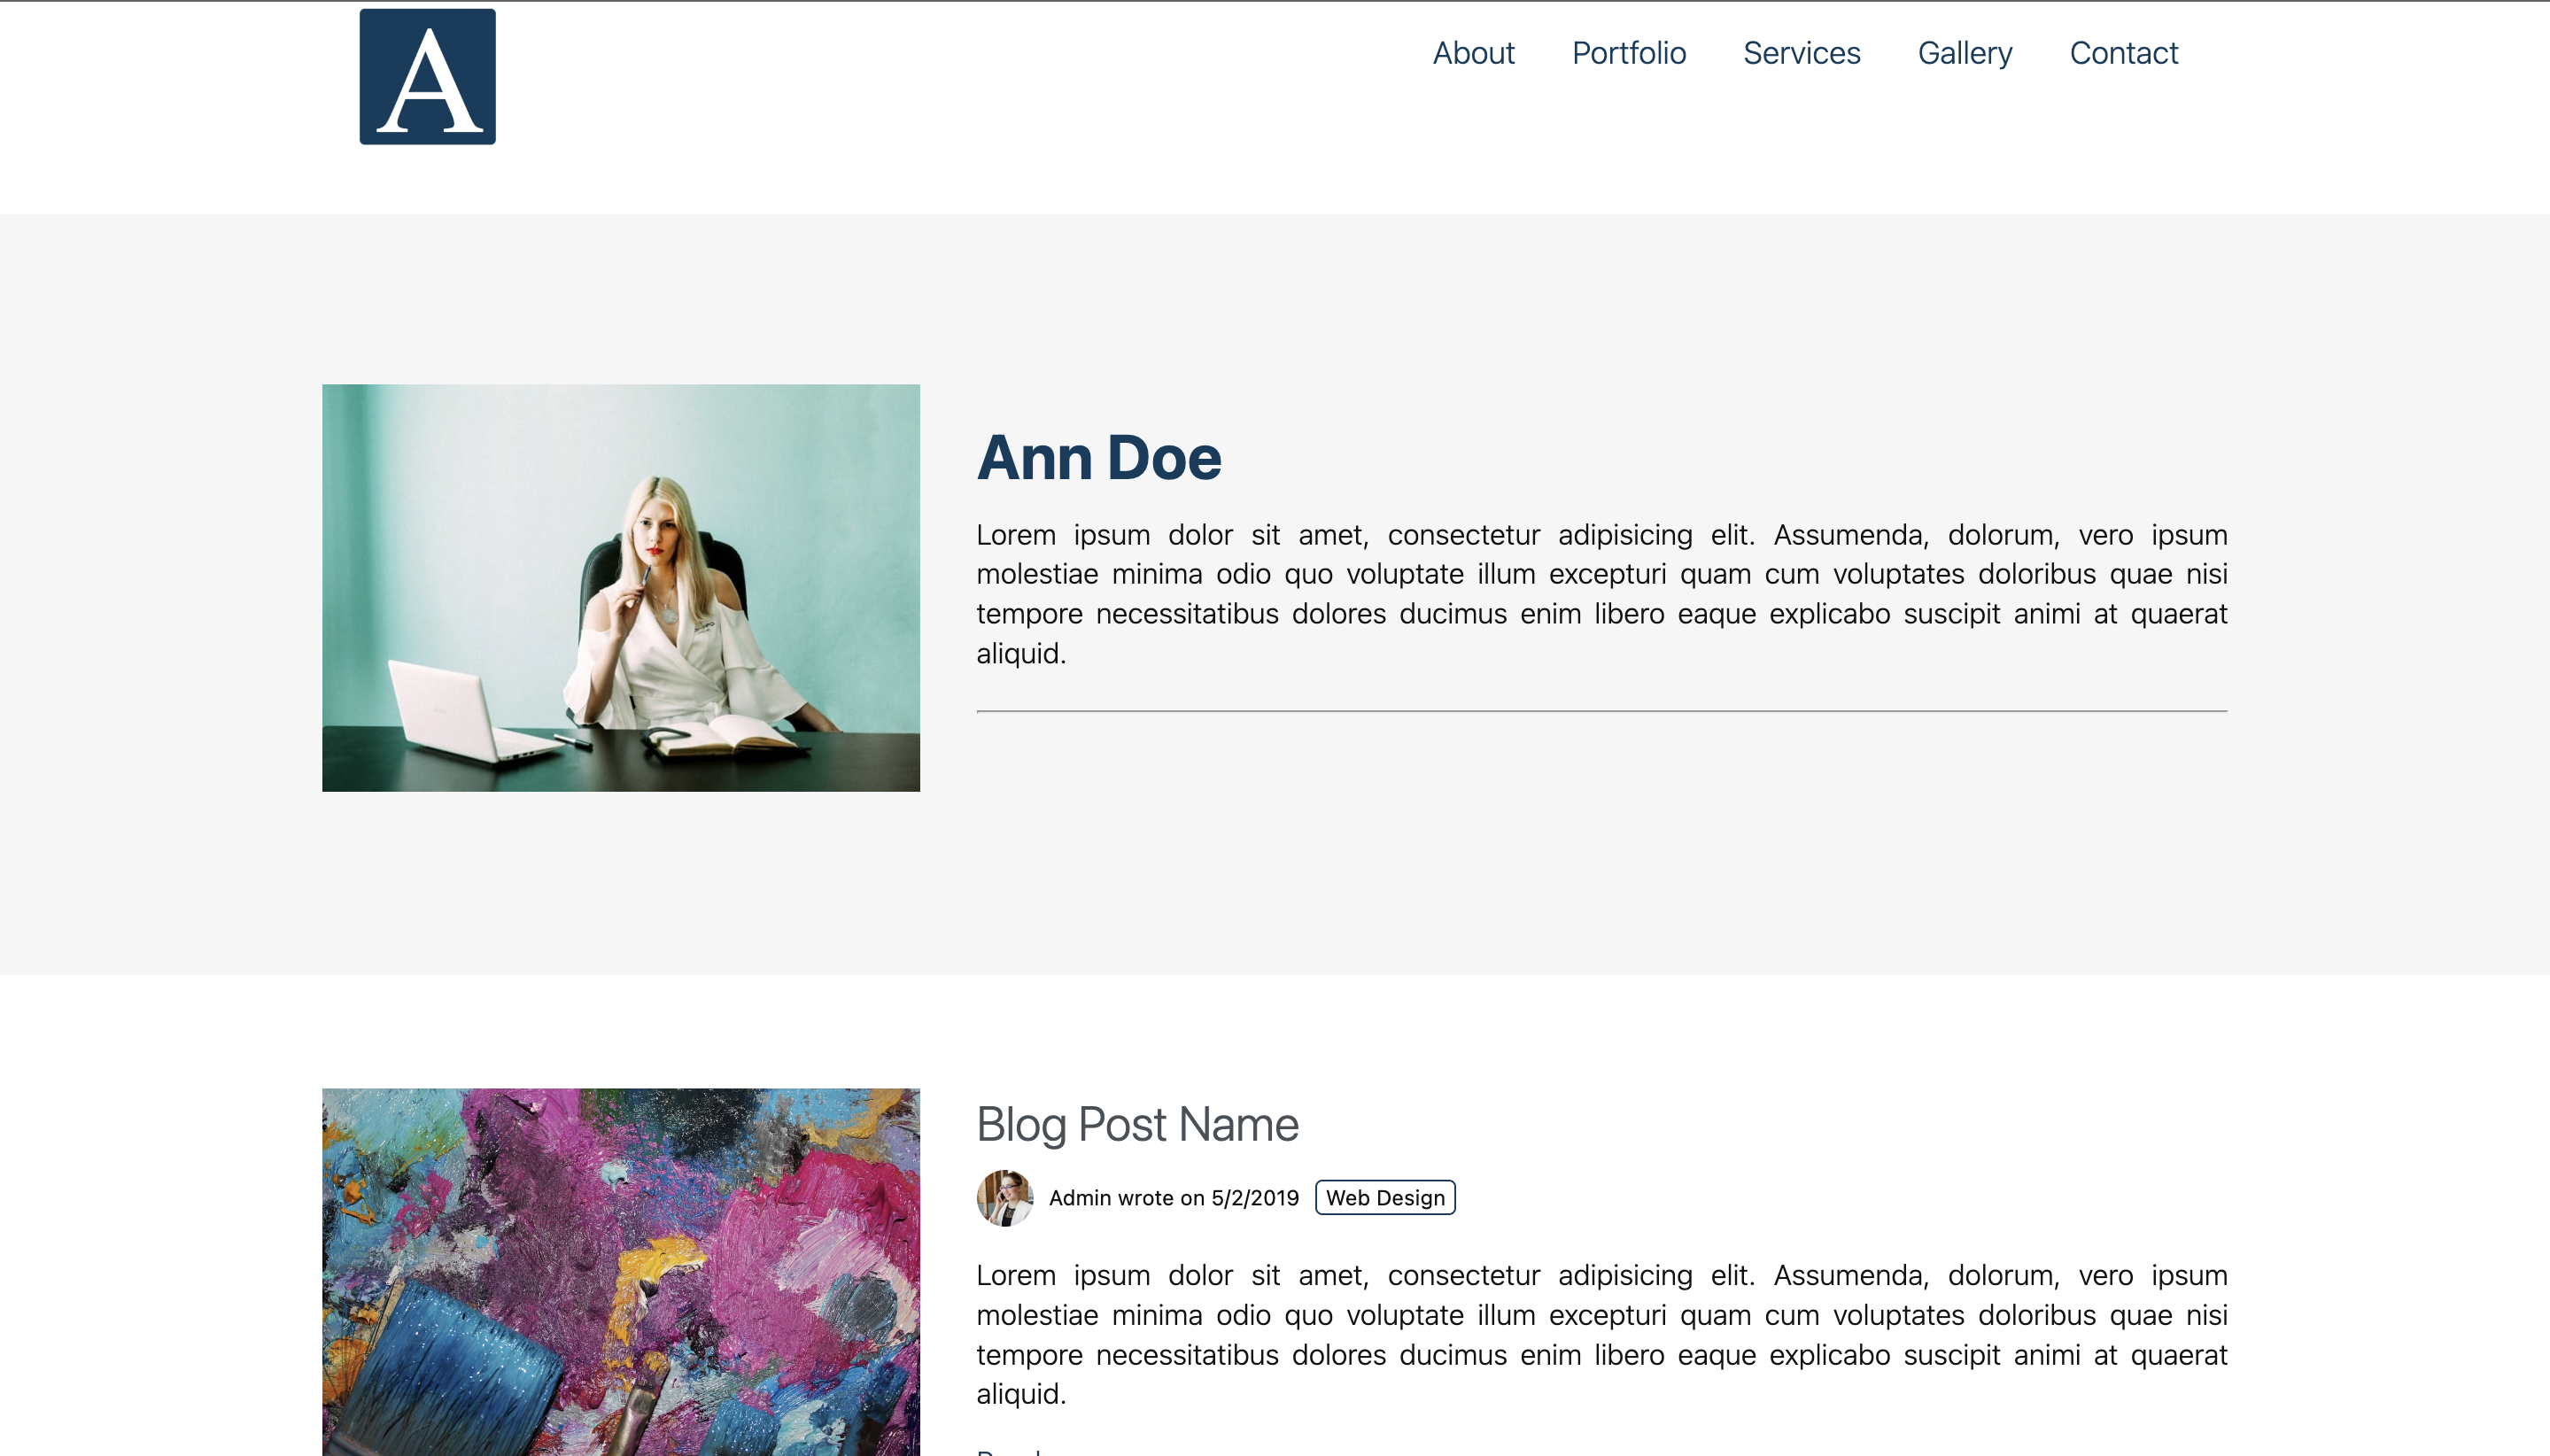 A
About Portfolio Services Gallery Contact
Ann Doe
Lorem ipsum dolor sit amet, consectetur adipisicing elit. Assumenda, dolorum, vero ipsum
molestiae minima odio quo voluptate illum excepturi quam cum voluptates doloribus quae nisi
tempore necessitatibus dolores ducimus enim libero eaque explicabo suscipit animi at quaerat
aliquid.
Blog Post Name
Admin wrote on 5/2/2019 Web Design
Lorem ipsum dolor sit amet, consectetur adipisicing elit. Assumenda, dolorum, vero ipsum
molestiae minima odio quo voluptate illum excepturi quam cum voluptates doloribus quae nisi
tempore necessitatibus dolores ducimus enim libero eaque explicabo suscipit animi at quaerat
aliquid.